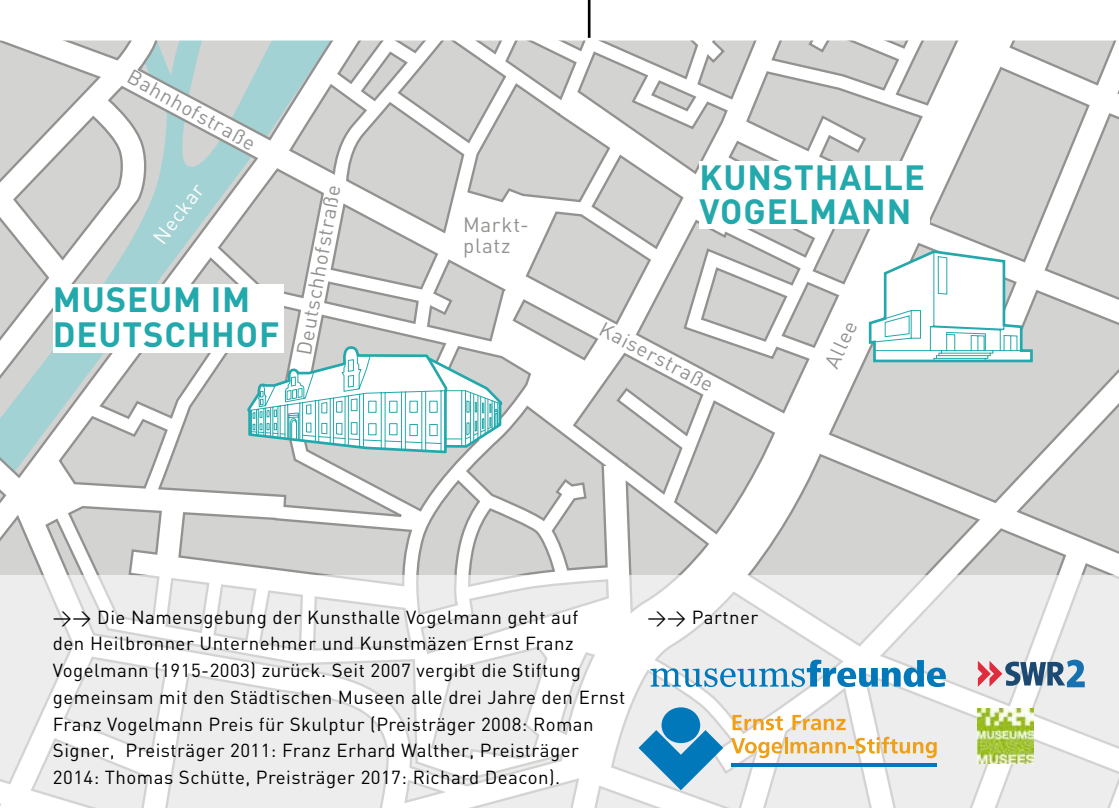 Bahnhofstraße
Neckar
Deutschhofstraße
Markt-
platz
KUNSTHALLE
VOGELMANN
MUSEUM IM
DEUTSCHHOF
Kaiserstraße
Allee
→→ Die Namensgebung der Kunsthalle Vogelmann geht auf
den Heilbronner Unternehmer und Kunstmäzen Ernst Franz
Vogelmann (1915-2003) zurück. Seit 2007 vergibt die Stiftung
gemeinsam mit den Städtischen Museen alle drei Jahre den Ernst
Franz Vogelmann Preis für Skulptur (Preisträger 2008: Roman
Signer, Preisträger 2011: Franz Erhard Walther, Preisträger
2014: Thomas Schütte, Preisträger 2017: Richard Deacon).
→→ Partner
museumsfreunde
SWR2
Ernst Franz
Vogelmann-Stiftung
MUSEUMS
MUSEES